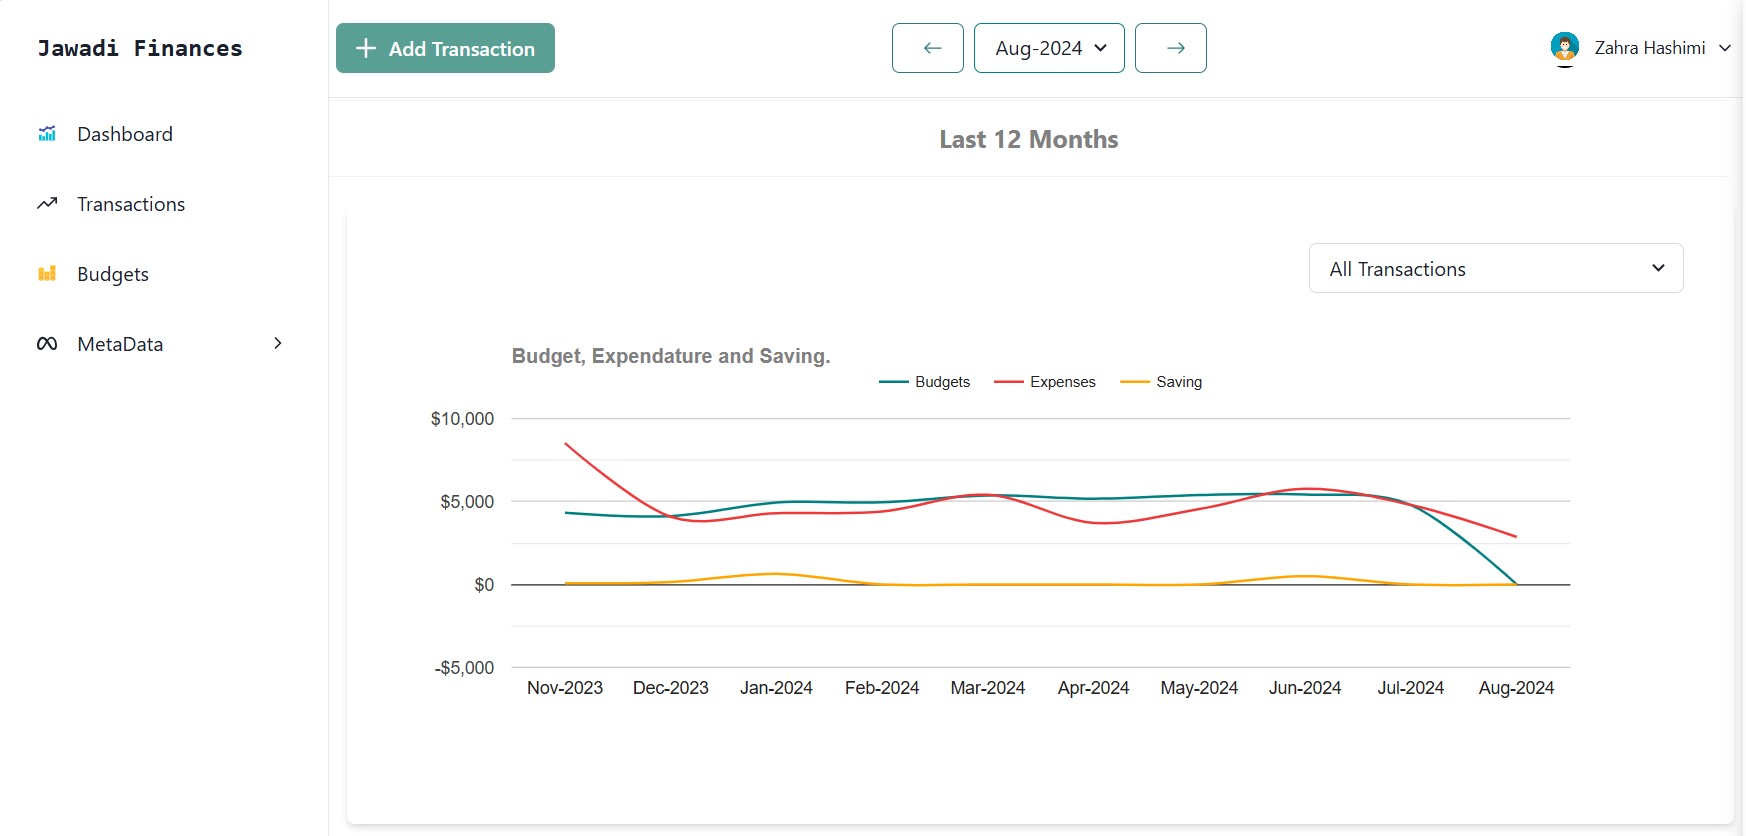 Jawadi Finances
Add Transaction
Aug-2024
Zahra Hashimi
Dashboard
Transactions
Budgets
MetaData
Last 12 Months
All Transactions
Budget, Expendature and Saving.
Budgets Expenses Saving
$10,000
$5,000
$0
-$5,000
Nov-2023 Dec-2023 Jan-2024 Feb-2024 Mar-2024 Apr-2024 May-2024 Jun-2024 Jul-2024 Aug-2024